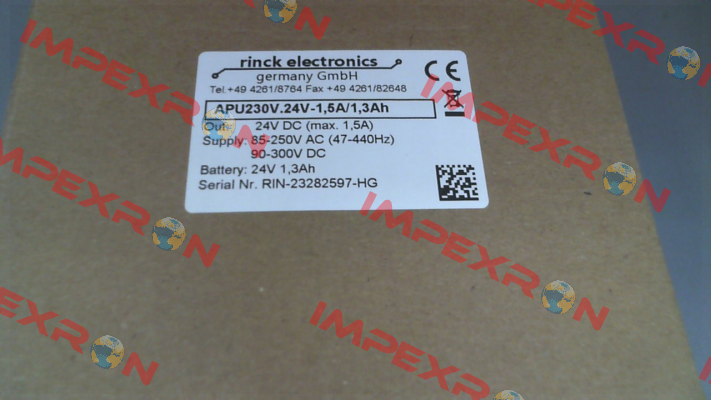 rinck electronics
germany GmbH
Tel.+49 4261/8764 Fax +49 4261/82648
APU230V.24V-1,5A/1,3Ah
Out: 24V DC (max. 1,5A)
Supply: 85-250V AC (47-440Hz)
90-300V DC
Battery: 24V 1,3Ah
Serial Nr. RIN-23282597-HG
CE
IMPEXRON
IMPEXRON
IMPEXRON
IMPEXRON
IMPEXRON
IMPEXRON
IMPEXRON
IMPEXRON